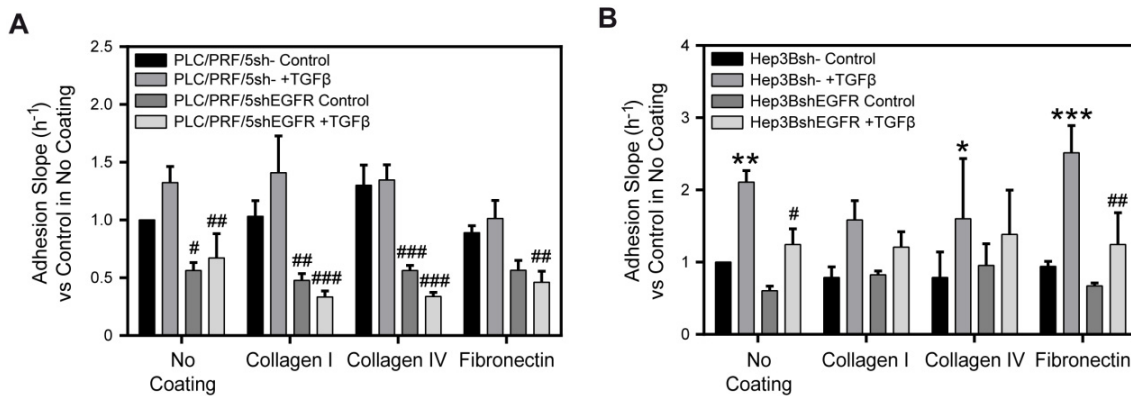 A
Adhesion Slope (h-1)
vs Control in No Coating
2.5
2.0
1.5
1.0
0.5
0.0
PLC/PRF/5sh- Control
PLC/PRF/5sh- +TGFβ
PLC/PRF/5shEGFR Control
PLC/PRF/5shEGFR +TGFβ
# ## ## ### ### ### ##
No Coating
Collagen I
Collagen IV
Fibronectin
B
Adhesion Slope (h-1)
vs Control in No Coating
4
3
2
1
0
Hep3Bsh- Control
Hep3Bsh- +TGFβ
Hep3BshEGFR Control
Hep3BshEGFR +TGFβ
** # * *** ##
No Coating
Collagen I
Collagen IV
Fibronectin